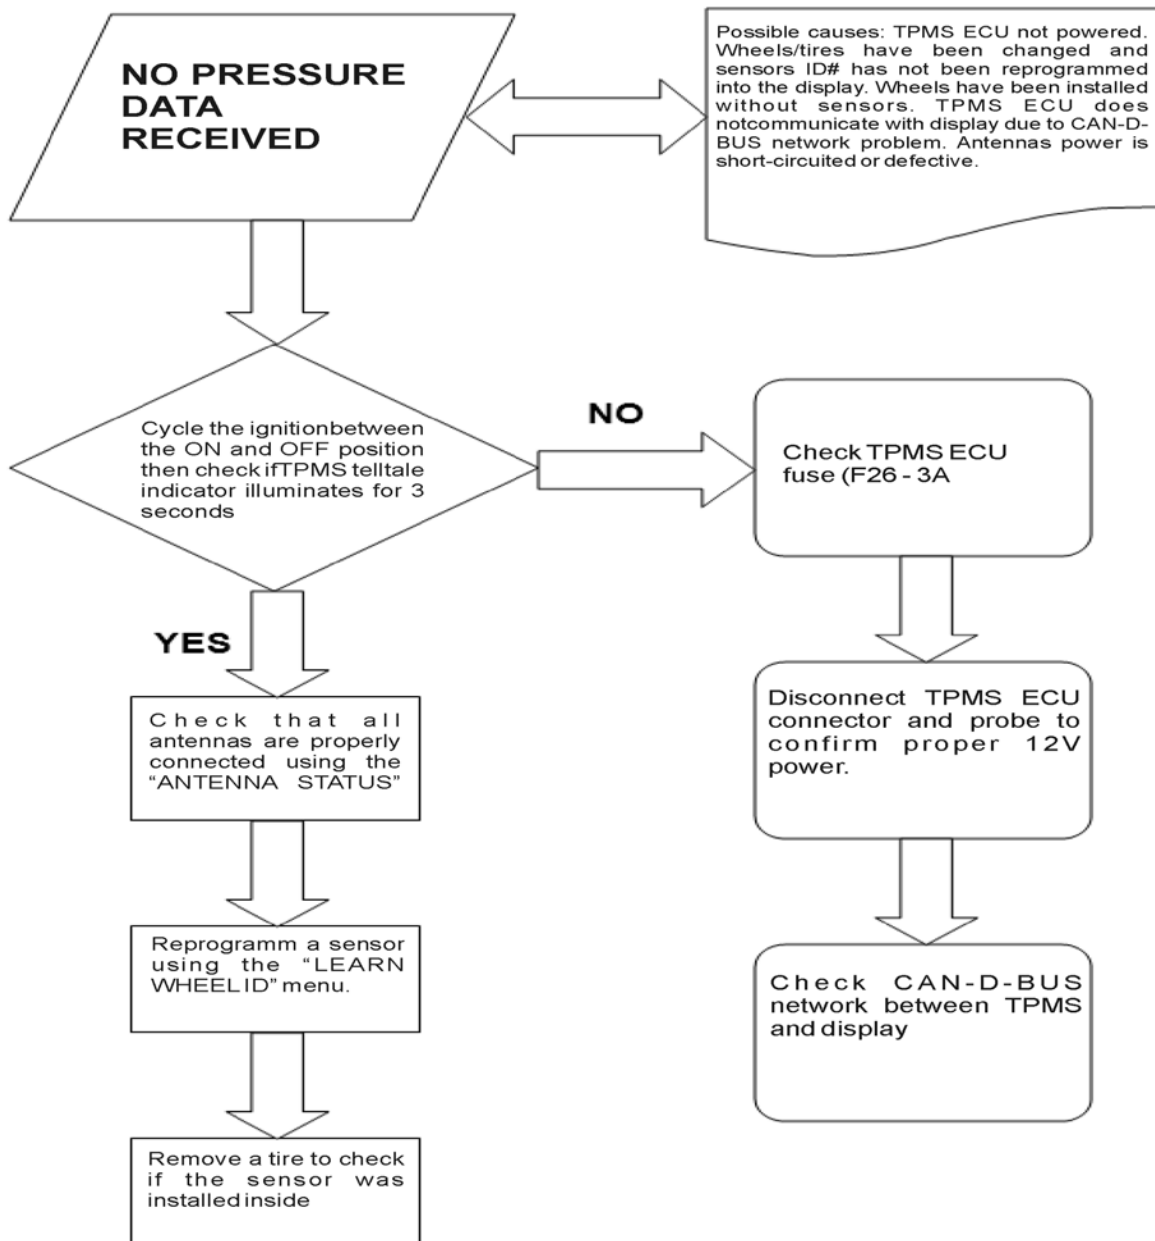 NO PRESSURE
DATA
RECEIVED
Possible causes: TPMS ECU not powered.
Wheels/tires have been changed and
sensors ID# has not been reprogrammed
into the display. Wheels have been installed
without sensors. TPMS ECU does
notcommunicate with display due to CAN-D-
BUS network problem. Antennas power is
short-circuited or defective.
Cycle the ignitionbetween
the ON and OFF position
then check ifTPMS telltale
indicator illuminates for 3
seconds
NO
Check TPMS ECU
fuse (F26 - 3A
YES
Disconnect TPMS ECU
connector and probe to
confirm proper 12V
power.
Check that all
antennas are properly
connected using the
“ANTENNA STATUS”
Reprogramm a sensor
using the “LEARN
WHEEL ID” menu.
Check CAN-D-BUS
network between TPMS
and display
Remove a tire to check
if the sensor was
installed inside